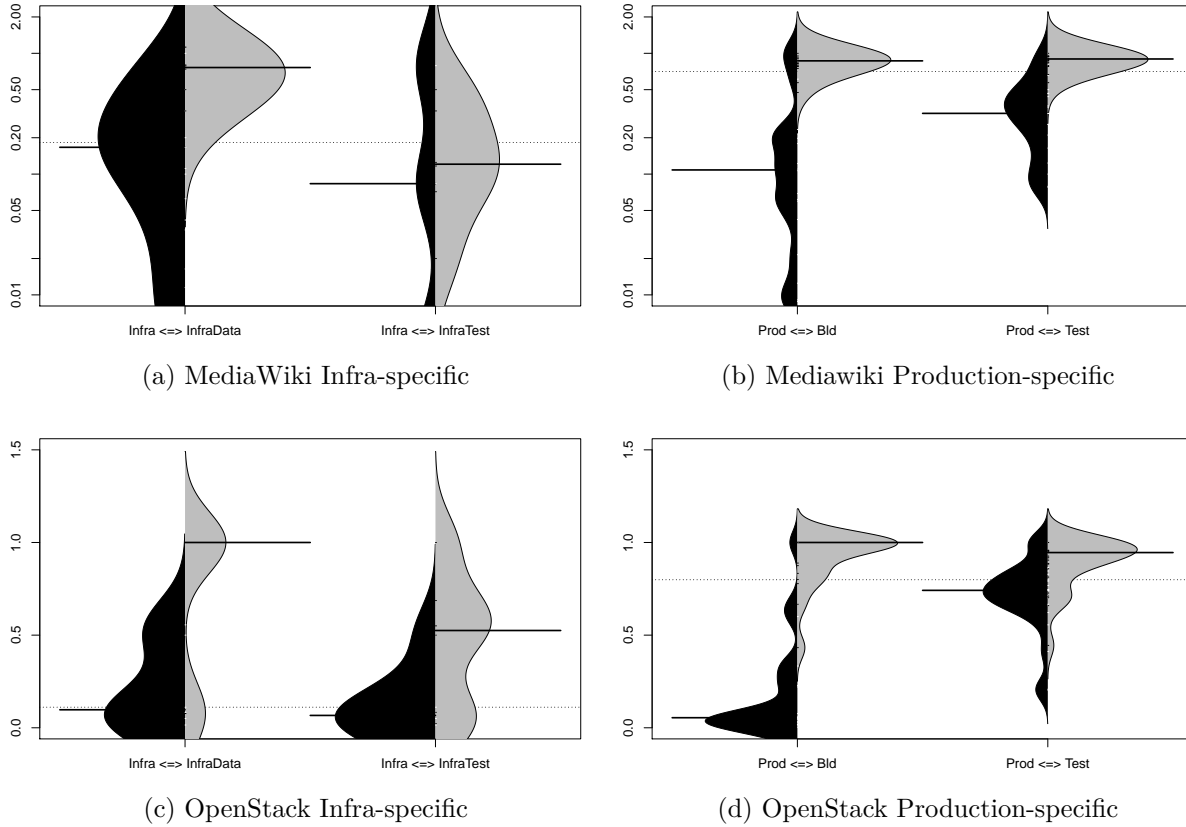 2.00
0.50
0.20
0.05
0.01
Infra <=> InfraData
Infra <=> InfraTest
(a) MediaWiki Infra-specific
2.00
0.50
0.20
0.05
0.01
Prod <=> Bld
Prod <=> Test
(b) Mediawiki Production-specific
1.5
1.0
0.5
0.0
Infra <=> InfraData
Infra <=> InfraTest
(c) OpenStack Infra-specific
1.5
1.0
0.5
0.0
Prod <=> Bld
Prod <=> Test
(d) OpenStack Production-specific